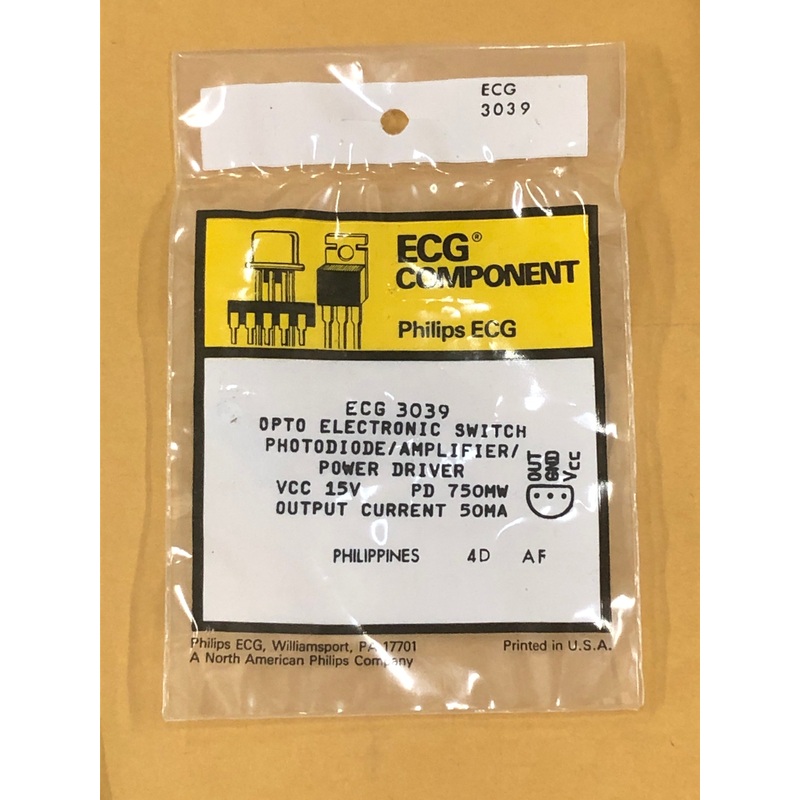 ECG
3039
ECG®
COMPONENT
Philips ECG
ECG 3039
OPTO ELECTRONIC SWITCH
PHOTODIODE/AMPLIFIER/
POWER DRIVER
VCC 15V PD 750MW
OUTPUT CURRENT 50MA
OUT
GND
Vcc
PHILIPPINES 4D AF
Philips ECG, Williamsport, PA 17701
A North American Philips Company
Printed in U.S.A.